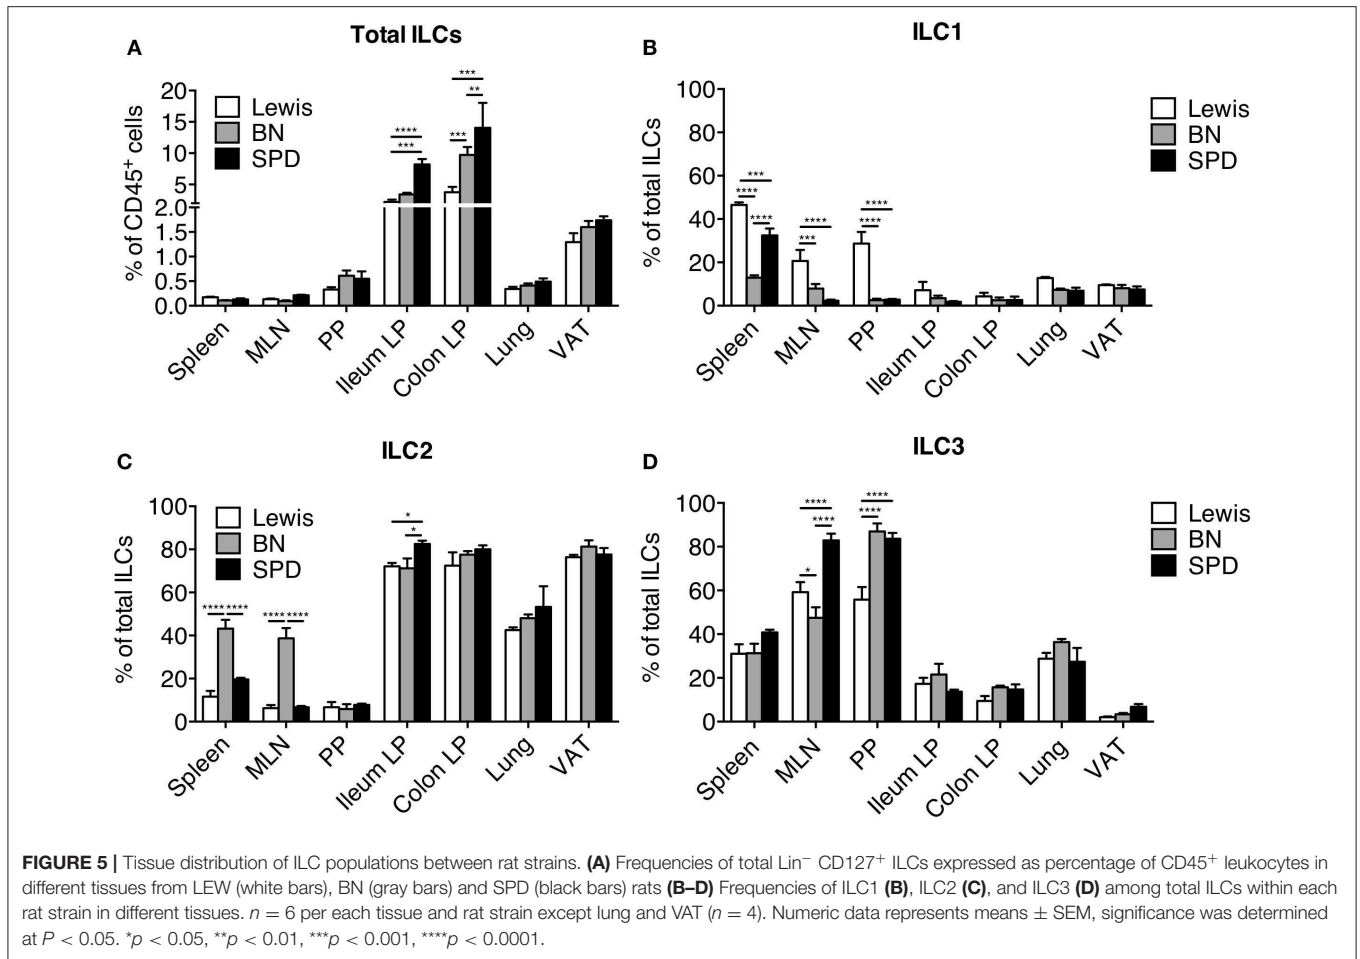 A
Total ILCs
% of CD45+ cells
20
15
10
5
2.0
1.5
1.0
0.5
0.0
Lewis
BN
SPD
****
***
***
**
***
Spleen
MLN
PP
Ileum LP
Colon LP
Lung
VAT
B
ILC1
% of total ILCs
100
80
60
40
20
0
Lewis
BN
SPD
***
****
****
****
***
****
****
Spleen
MLN
PP
Ileum LP
Colon LP
Lung
VAT
C
ILC2
% of total ILCs
100
80
60
40
20
0
Lewis
BN
SPD
**** ****
**** ****
*
*
Spleen
MLN
PP
Ileum LP
Colon LP
Lung
VAT
D
ILC3
% of total ILCs
100
80
60
40
20
0
Lewis
BN
SPD
****
****
*
****
****
Spleen
MLN
PP
Ileum LP
Colon LP
Lung
VAT
FIGURE 5 | Tissue distribution of ILC populations between rat strains. (A) Frequencies of total Lin− CD127+ ILCs expressed as percentage of CD45+ leukocytes in
different tissues from LEW (white bars), BN (gray bars) and SPD (black bars) rats (B–D) Frequencies of ILC1 (B), ILC2 (C), and ILC3 (D) among total ILCs within each
rat strain in different tissues. n = 6 per each tissue and rat strain except lung and VAT (n = 4). Numeric data represents means ± SEM, significance was determined
at P < 0.05. *p < 0.05, **p < 0.01, ***p < 0.001, ****p < 0.0001.